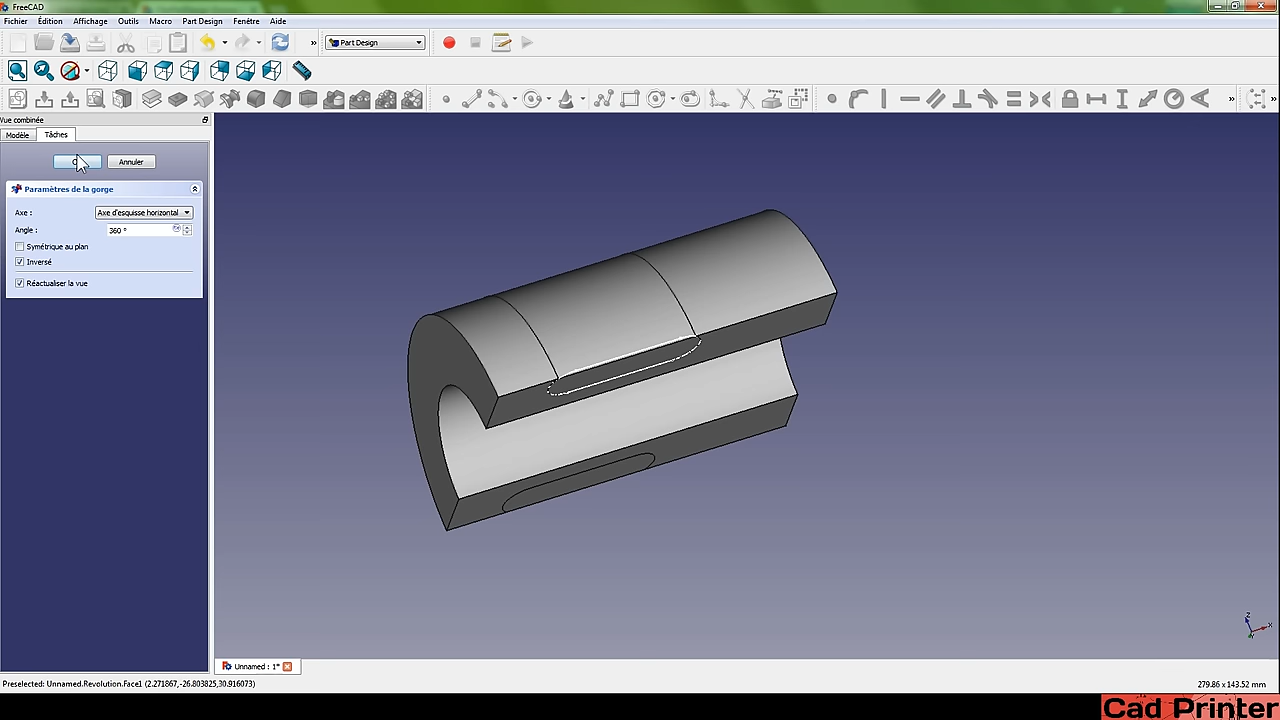 FreeCAD
Fichier Édition Affichage Outils Macro Part Design Fenêtre Aide
» Part Design
» »
Vue combinée
Modèle Tâches
Annuler
Paramètres de la gorge
Axe : Axe d'esquisse horizontal
Angle : 360 °
Symétrique au plan
Inversé
Réactualiser la vue
Z
X
Unnamed : 1*
Preselected: Unnamed.Revolution.Face1 (2.271867,-26.803825,30.916073) 279.86 x 143.52 mm
Cad Printer